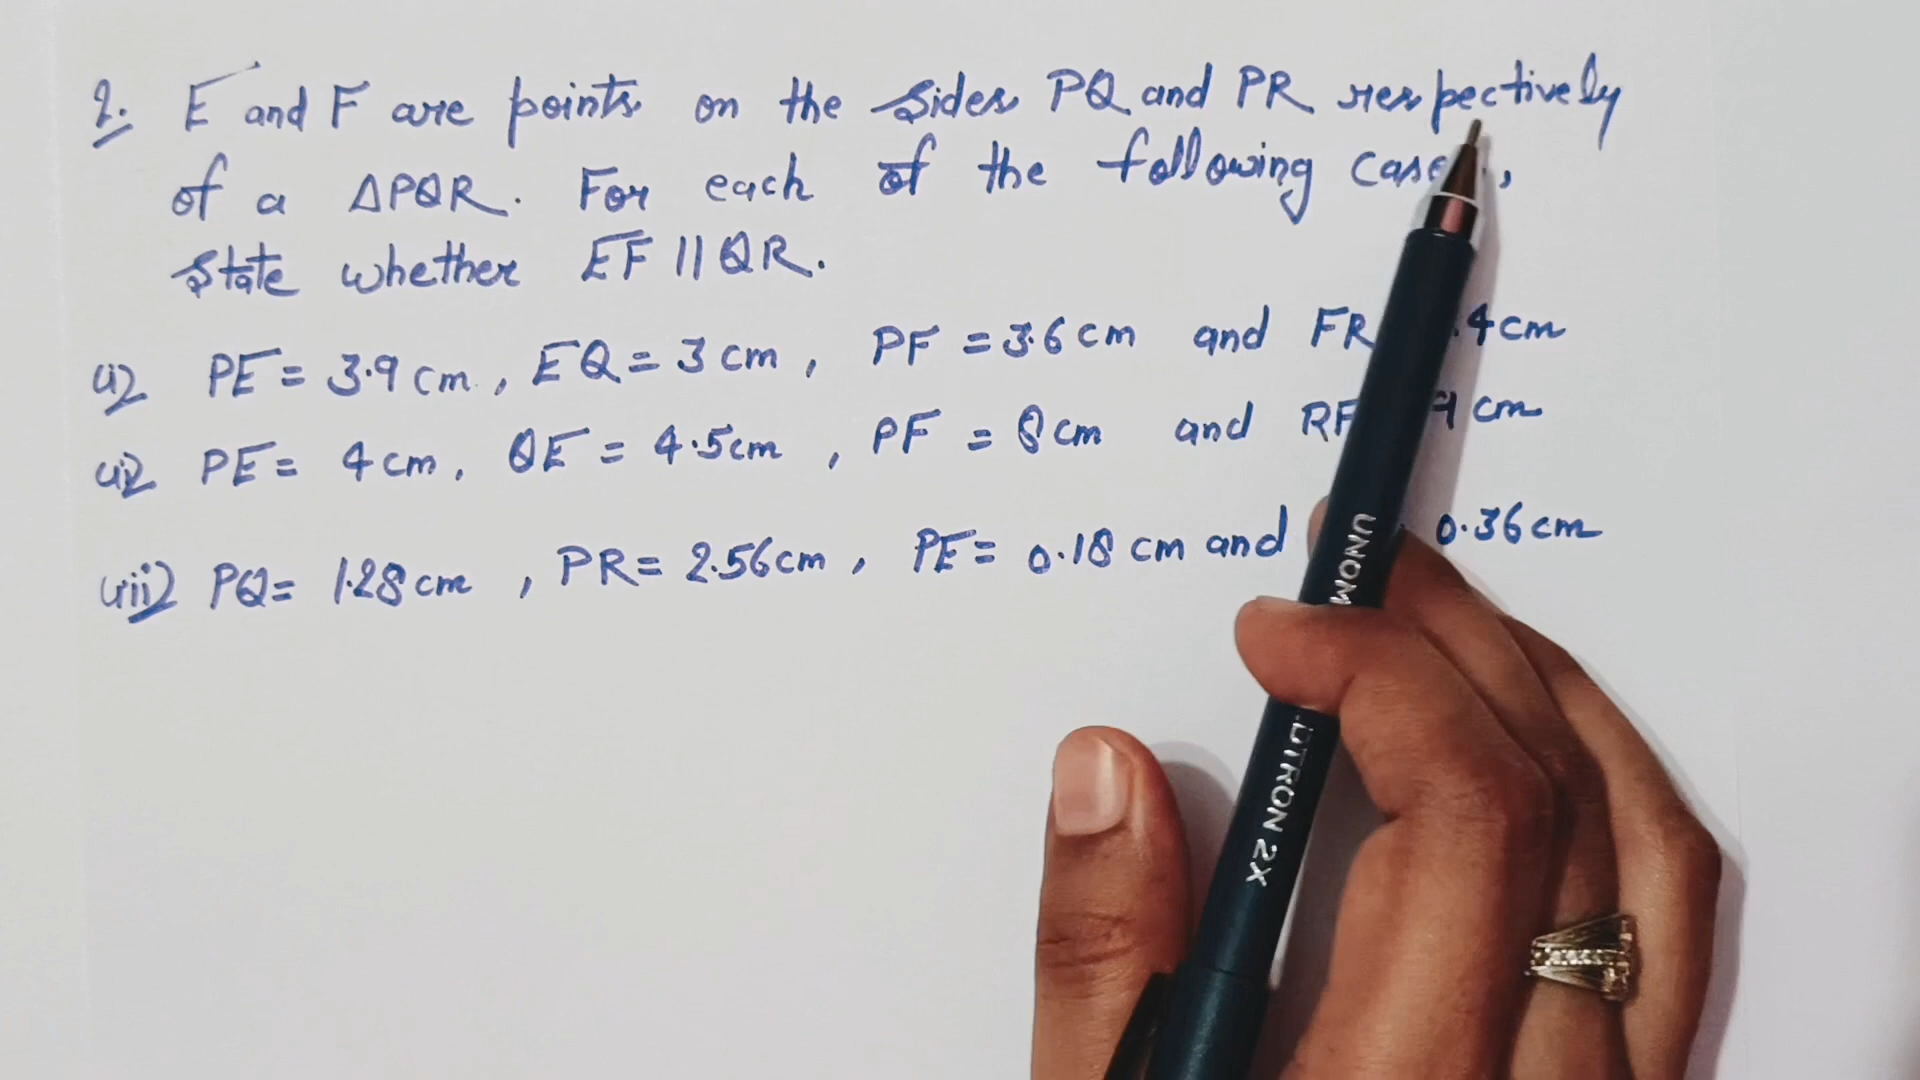 2. E and F are points on the sides PQ and PR respectively
of a ΔPQR. For each of the following
state whether EF || QR.
(i) PE = 3.9 cm, EQ = 3 cm, PF = 3.6 cm and FR .4 cm
(ii) PE = 4 cm, QE = 4.5 cm, PF = 8 cm and RF 9 cm
(iii) PQ = 1.28 cm, PR = 2.56 cm, PE = 0.18 cm and 0.36 cm
UNOM
DTRON 2X